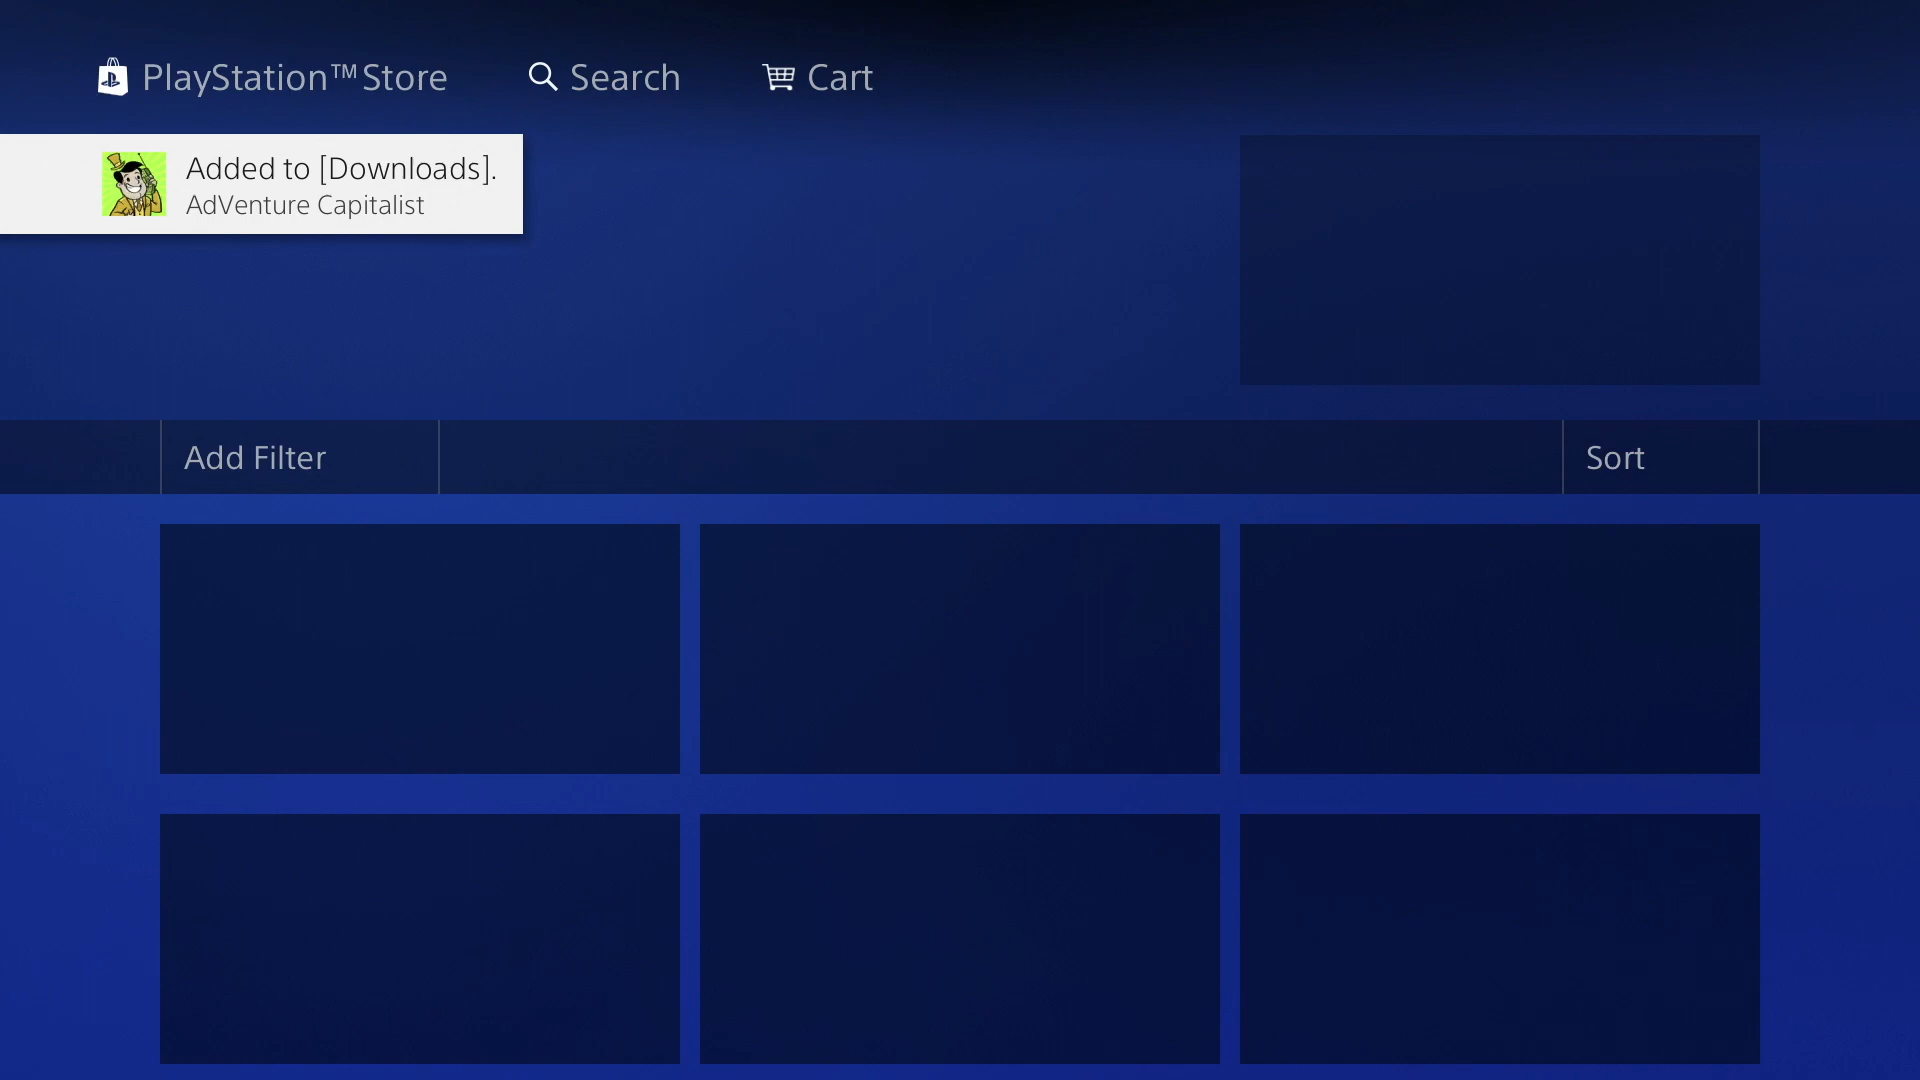 PlayStation™Store
Search
Cart
Added to [Downloads].
AdVenture Capitalist
Add Filter
Sort